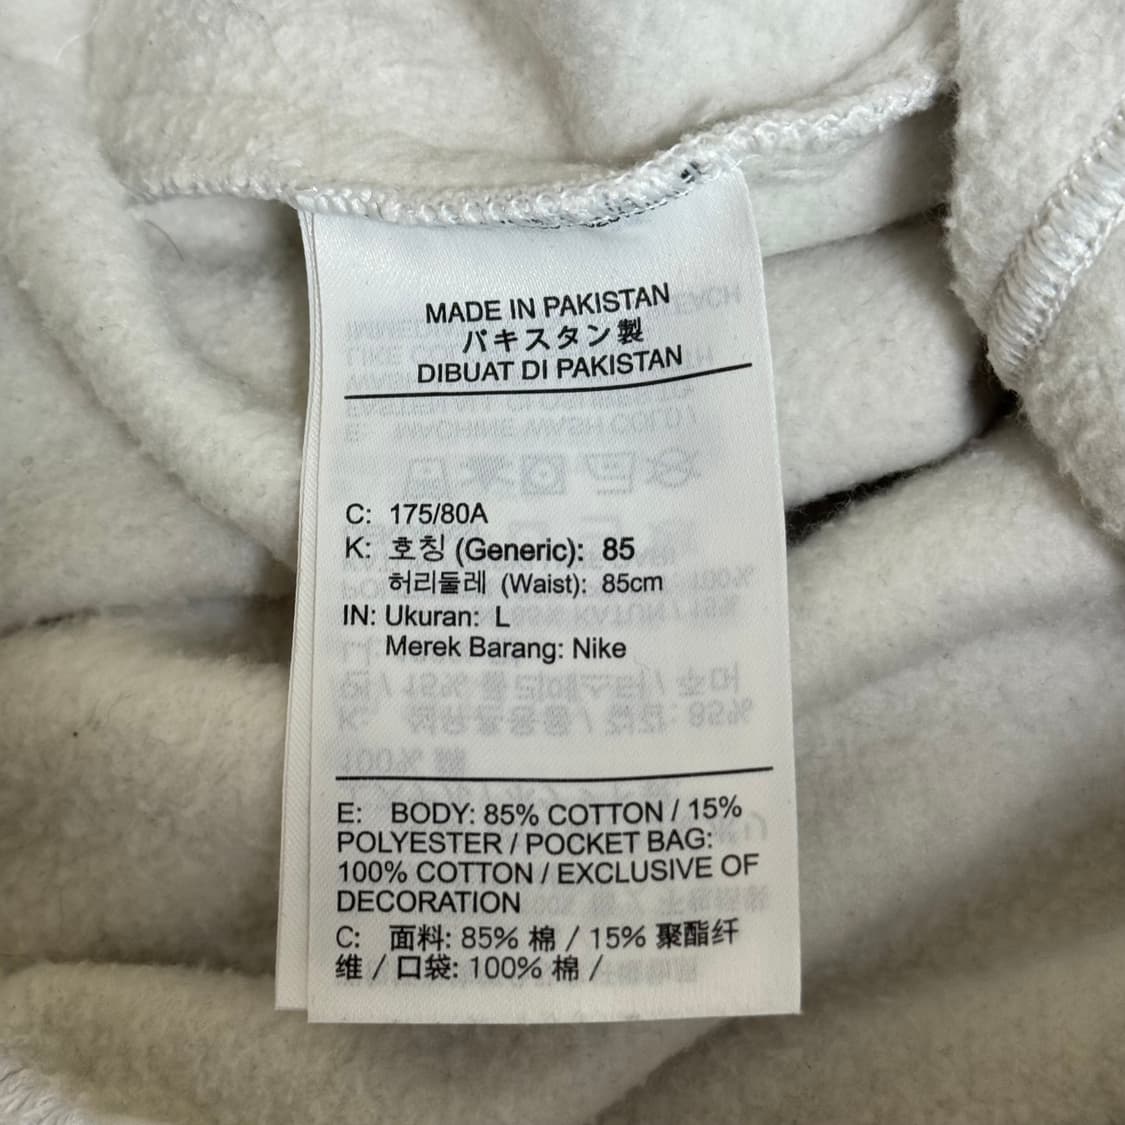 MADE IN PAKISTAN
パキスタン製
DIBUAT DI PAKISTAN
C: 175/80A
K: 호칭 (Generic): 85
허리둘레 (Waist): 85cm
IN: Ukuran: L
Merek Barang: Nike
E: BODY: 85% COTTON / 15%
POLYESTER / POCKET BAG:
100% COTTON / EXCLUSIVE OF
DECORATION
C: 面料: 85% 棉 / 15% 聚酯纤
维 / 口袋: 100% 棉 /